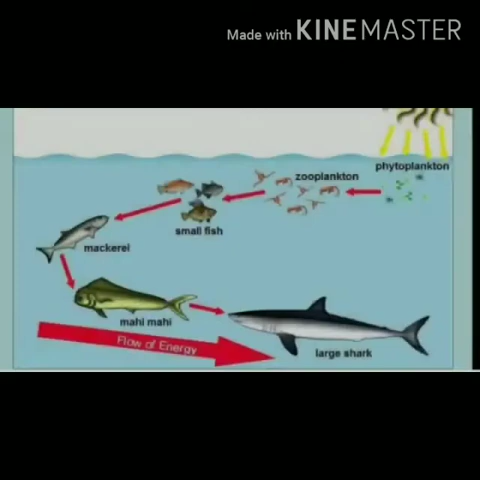 Made with KINEMASTER
phytoplankton
zooplankton
small fish
mackerel
mahi mahi
Flow of Energy
large shark